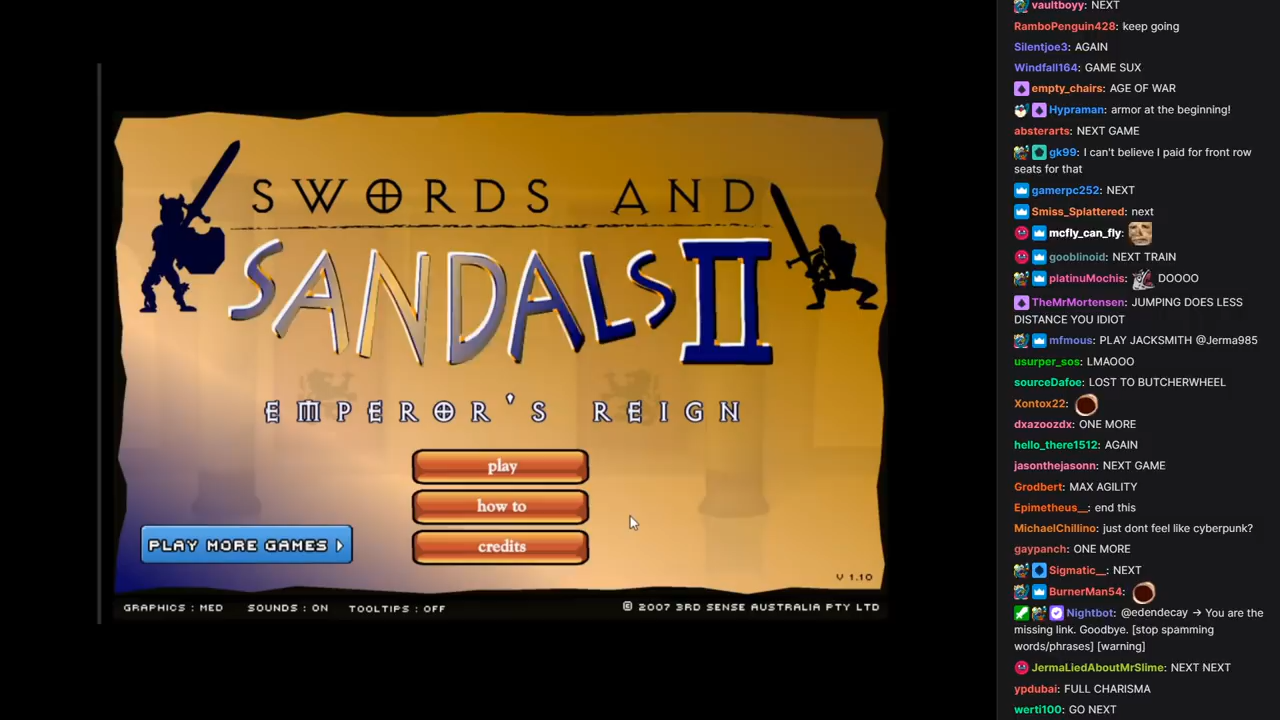 SWORDS AND
SANDALS II
EMPEROR'S REIGN
play
how to
credits
PLAY MORE GAMES
V 1.10
GRAPHICS : MED
SOUNDS : ON
TOOLTIPS : OFF
© 2007 3RD SENSE AUSTRALIA PTY LTD
vaultboyy: NEXT
RamboPenguin428: keep going
Silentjoe3: AGAIN
Windfall164: GAME SUX
empty_chairs: AGE OF WAR
Hypraman: armor at the beginning!
absterarts: NEXT GAME
gk99: I can't believe I paid for front row
seats for that
gamerpc252: NEXT
Smiss_Splattered: next
mcfly_can_fly:
gooblinoid: NEXT TRAIN
platinuMochis: DOOOO
TheMrMortensen: JUMPING DOES LESS
DISTANCE YOU IDIOT
mfmous: PLAY JACKSMITH @Jerma985
usurper_sos: LMAOOO
sourceDafoe: LOST TO BUTCHERWHEEL
Xontox22:
dxazoozdx: ONE MORE
hello_there1512: AGAIN
jasonthejasonn: NEXT GAME
Grodbert: MAX AGILITY
Epimetheus__: end this
MichaelChillino: just dont feel like cyberpunk?
gaypanch: ONE MORE
Sigmatic__: NEXT
BurnerMan54:
Nightbot: @edendecay -> You are the
missing link. Goodbye. [stop spamming
words/phrases] [warning]
JermaLiedAboutMrSlime: NEXT NEXT
ypdubai: FULL CHARISMA
werti100: GO NEXT